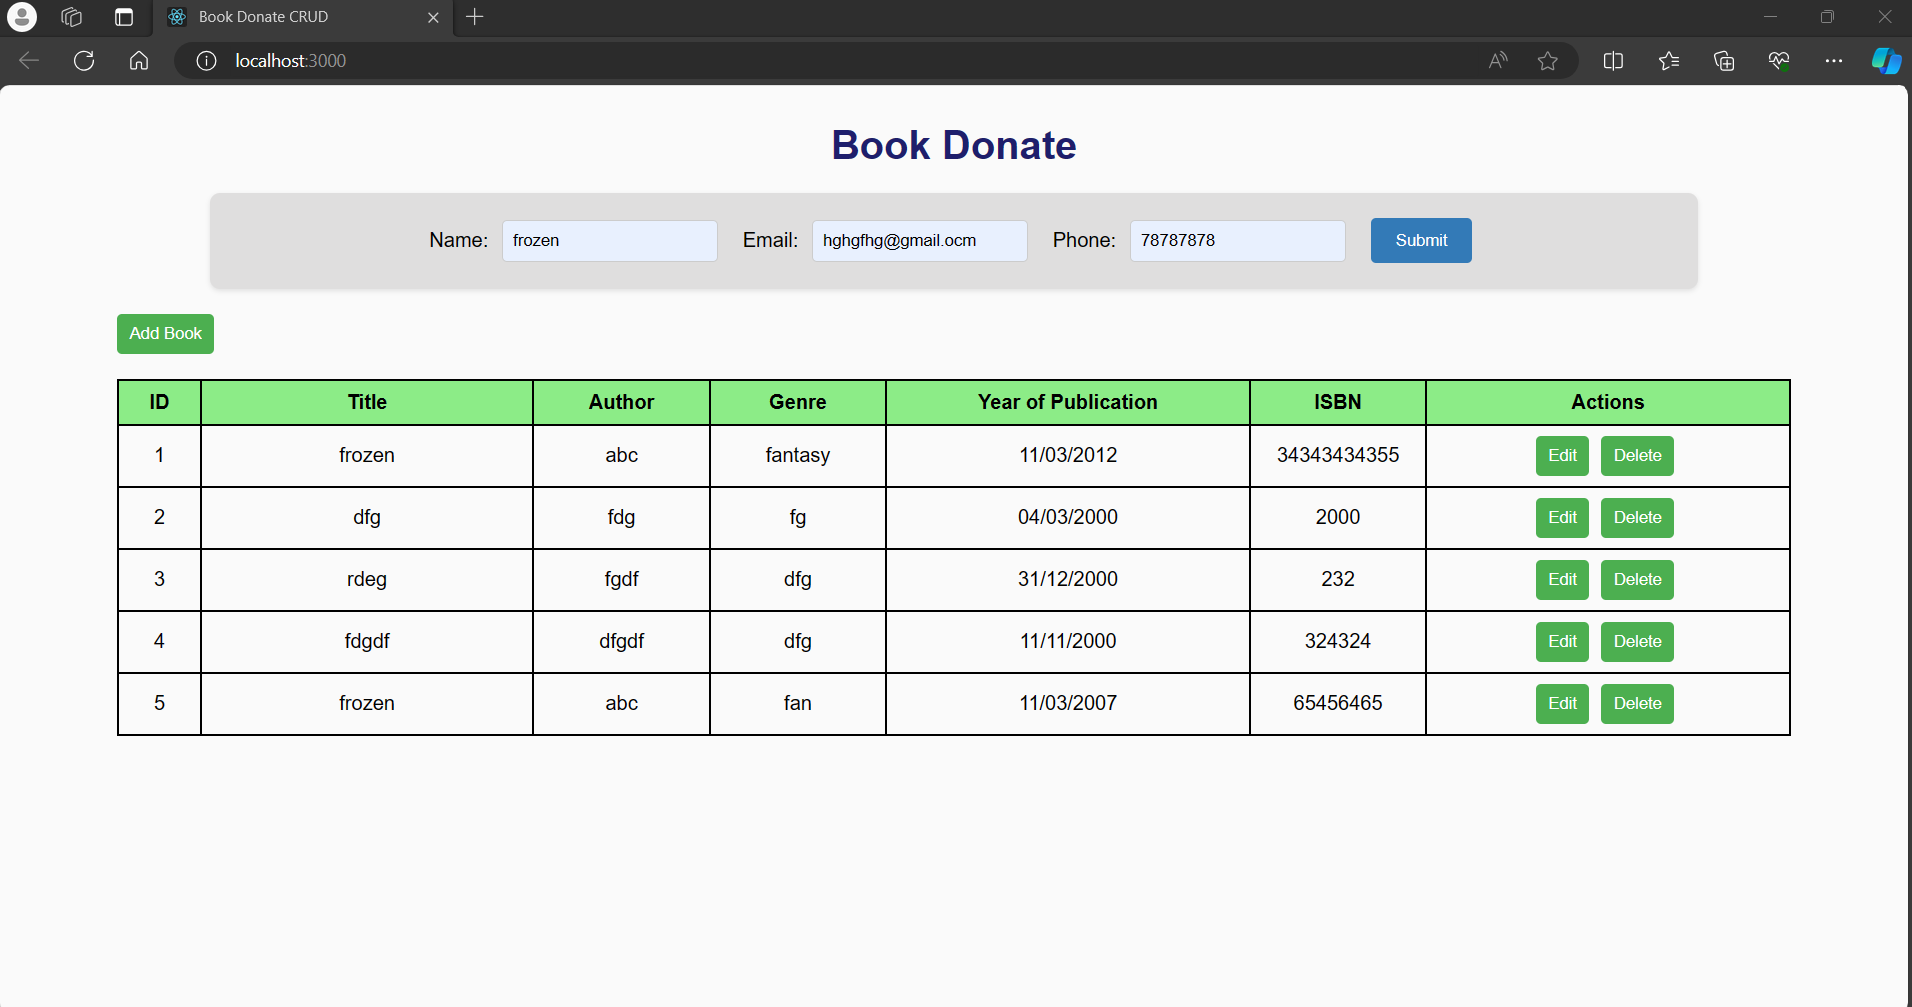 Book Donate CRUD
localhost:3000
Book Donate
Name: frozen Email: hghgfhg@gmail.ocm Phone: 78787878 Submit
Add Book
ID Title Author Genre Year of Publication ISBN Actions
1 frozen abc fantasy 11/03/2012 34343434355 Edit Delete
2 dfg fdg fg 04/03/2000 2000 Edit Delete
3 rdeg fgdf dfg 31/12/2000 232 Edit Delete
4 fdgdf dfgdf dfg 11/11/2000 324324 Edit Delete
5 frozen abc fan 11/03/2007 65456465 Edit Delete